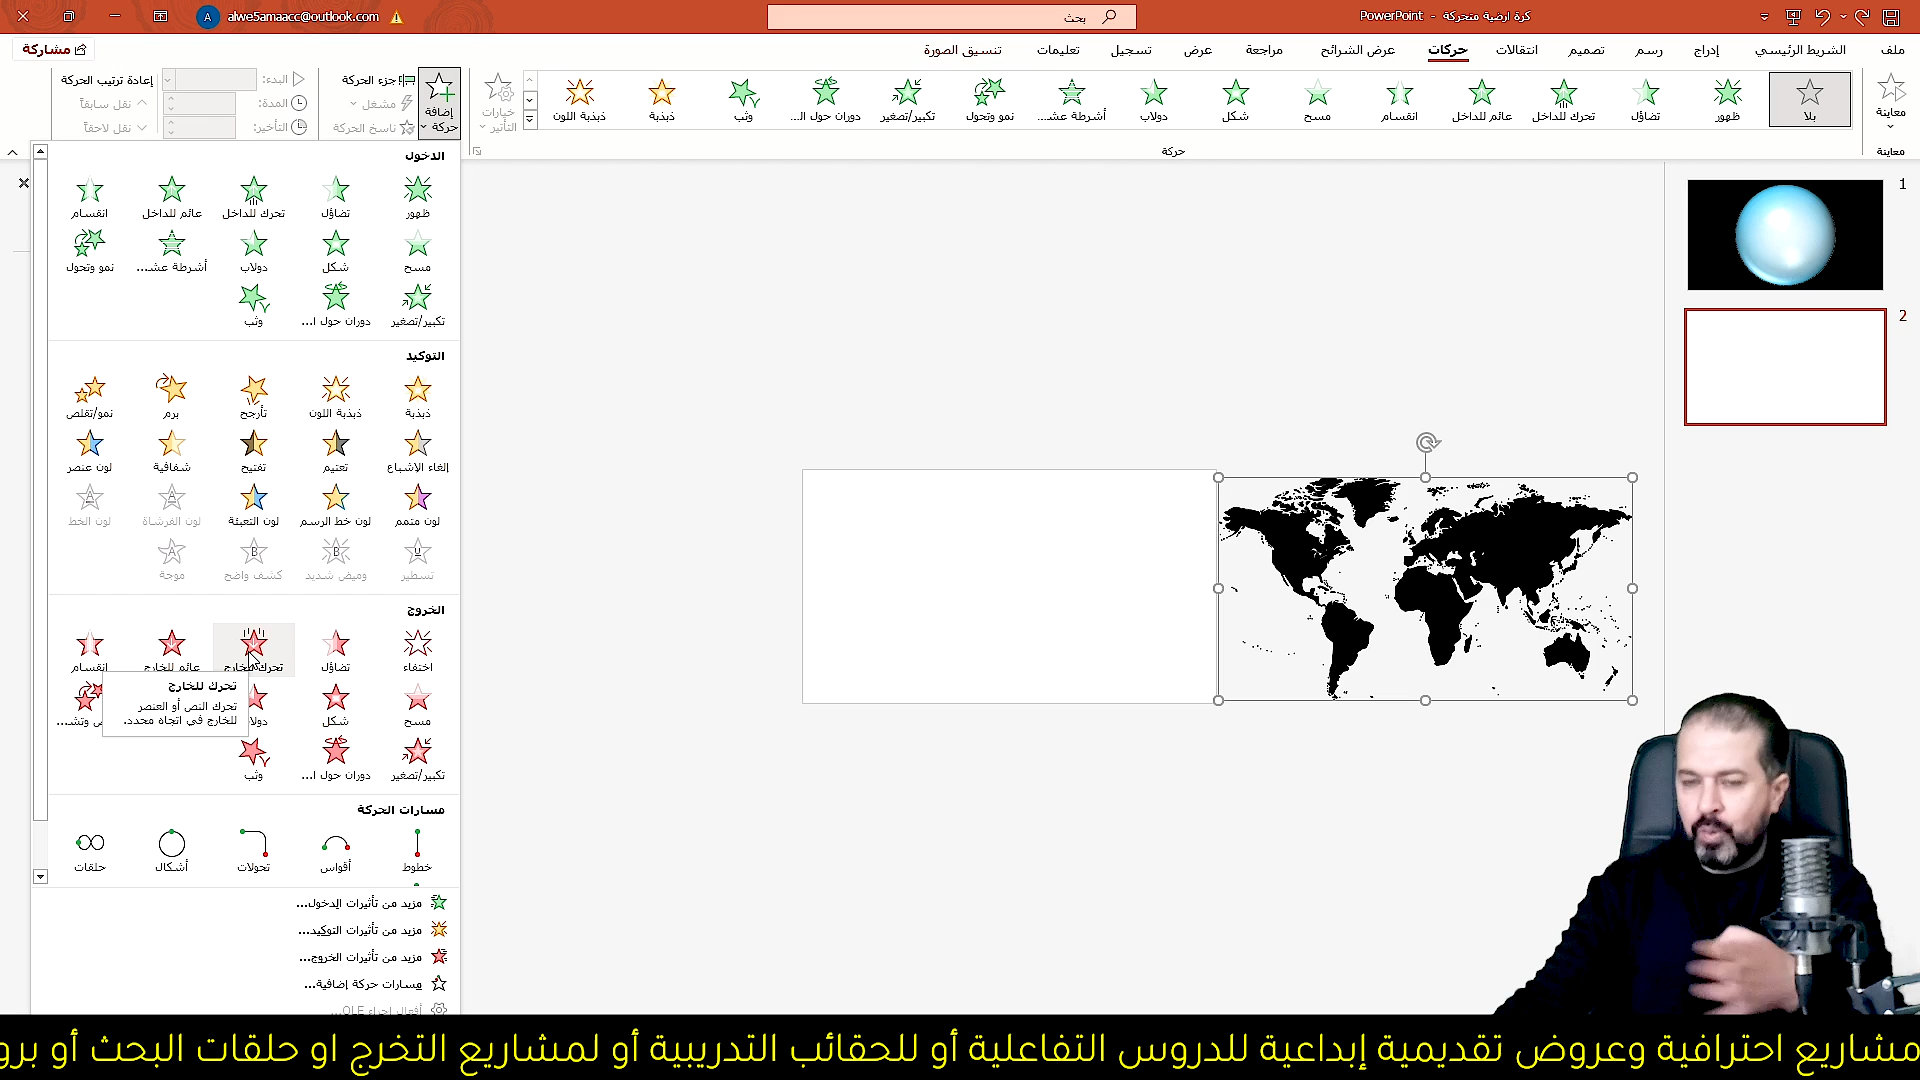 كرة ارضية متحركة - PowerPoint
بحث
alwe5amaacc@outlook.com
A
ملف
الشريط الرئيسي
إدراج
رسم
تصميم
انتقالات
حركات
عرض الشرائح
مراجعة
عرض
تسجيل
تعليمات
تنسيق الصورة
مشاركة
معاينة
بلا
ظهور
تضاؤل
تحرك للداخل
عائم للداخل
انقسام
مسح
شكل
دولاب
أشرطة عش...
نمو وتحول
تكبير/تصغير
دوران حول ا...
وثب
ذبذبة
ذبذبة اللون
خيارات
التأثير
إضافة
حركة
جزء الحركة
مشغل
ناسخ الحركة
البدء:
المدة:
التأخير:
إعادة ترتيب الحركة
نقل سابقاً
نقل لاحقاً
معاينة
حركة
الدخول
ظهور
تضاؤل
تحرك للداخل
عائم للداخل
انقسام
مسح
شكل
دولاب
أشرطة عش...
نمو وتحول
تكبير/تصغير
دوران حول ا...
وثب
التوكيد
ذبذبة
ذبذبة اللون
تأرجح
برم
نمو/تقلص
إلغاء الإشباع
تعتيم
تفتيح
شفافية
لون عنصر
لون متمم
لون خط الرسم
لون التعبئة
لون الفرشاة
لون الخط
تسطير
وميض شديد
كشف واضح
موجة
الخروج
اختفاء
تضاؤل
تحرك للخارج
عائم للخارج
انقسام
تحرك للخارج
تحرك النص أو العنصر
للخارج في اتجاه محدد.
مسح
شكل
تكبير/تصغير
دوران حول ا...
وثب
مسارات الحركة
خطوط
أقواس
تحولات
أشكال
حلقات
مزيد من تأثيرات الدخول...
مزيد من تأثيرات التوكيد...
مزيد من تأثيرات الخروج...
مسارات حركة إضافية...
1
2
مشاريع احترافية وعروض تقديمية إبداعية للدروس التفاعلية أو للحقائب التدريبية أو لمشاريع التخرج او حلقات البحث أو برو